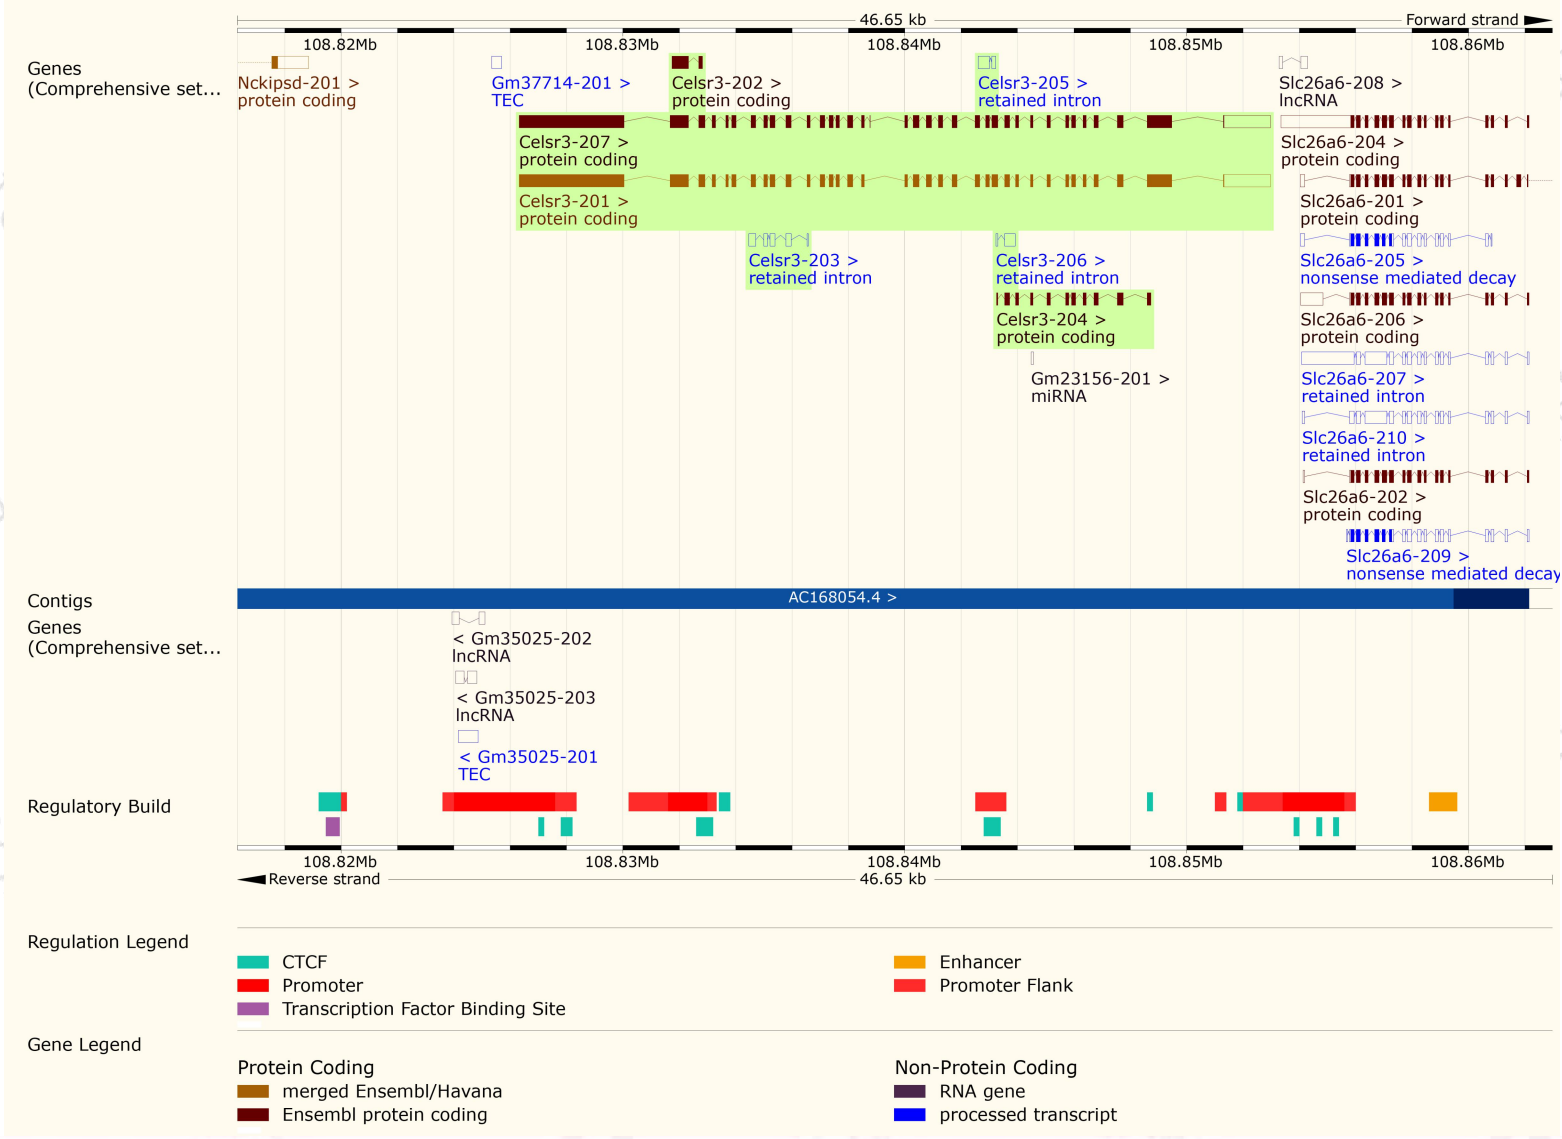 46.65 kb
Forward strand
108.82Mb 108.83Mb 108.84Mb 108.85Mb 108.86Mb
Genes
(Comprehensive set...
Nckipsd-201 >
protein coding
Gm37714-201 >
TEC
Celsr3-202 >
protein coding
Celsr3-205 >
retained intron
Slc26a6-208 >
lncRNA
Celsr3-207 >
protein coding
Slc26a6-204 >
protein coding
Celsr3-201 >
protein coding
Slc26a6-201 >
protein coding
Celsr3-203 >
retained intron
Celsr3-206 >
retained intron
Slc26a6-205 >
nonsense mediated decay
Celsr3-204 >
protein coding
Slc26a6-206 >
protein coding
Gm23156-201 >
miRNA
Slc26a6-207 >
retained intron
Slc26a6-210 >
retained intron
Slc26a6-202 >
protein coding
Slc26a6-209 >
nonsense mediated decay
Contigs
AC168054.4 >
Genes
(Comprehensive set...
< Gm35025-202
lncRNA
< Gm35025-203
lncRNA
< Gm35025-201
TEC
Regulatory Build
108.82Mb 108.83Mb 108.84Mb 108.85Mb 108.86Mb
Reverse strand
46.65 kb
Regulation Legend
CTCF
Enhancer
Promoter
Promoter Flank
Transcription Factor Binding Site
Gene Legend
Protein Coding
Non-Protein Coding
merged Ensembl/Havana
RNA gene
Ensembl protein coding
processed transcript